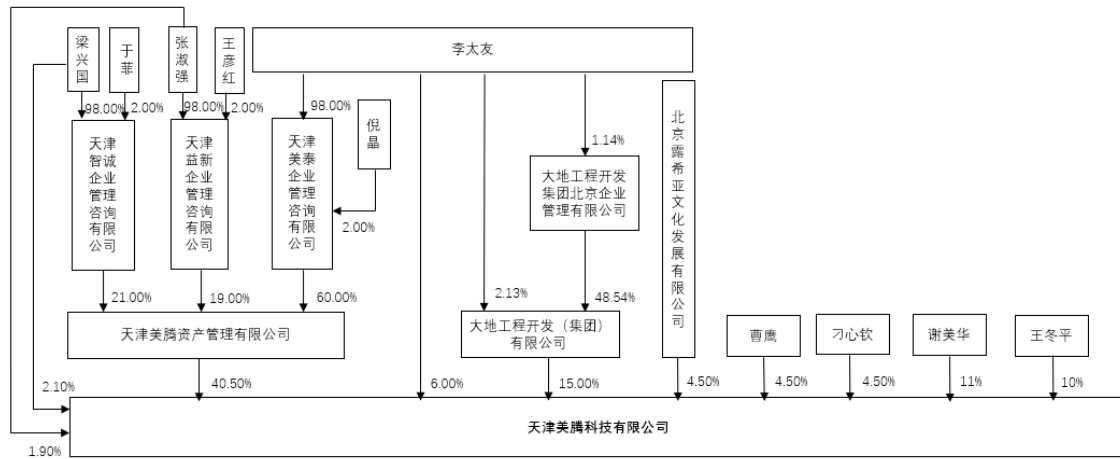 梁兴国
于菲
张淑强
王彦红
李太友
98.00%
2.00%
98.00%
2.00%
98.00%
倪晶
北京露希亚文化发展有限公司
天津
智诚
企业
管理
咨询
有限
公司
天津
益新
企业
管理
咨询
有限
公司
天津
美泰
企业
管理
咨询
有限
公司
2.00%
1.14%
大地工程开发
集团北京企业
管理有限公司
21.00%
19.00%
60.00%
2.13%
48.54%
天津美腾资产管理有限公司
大地工程开发（集团）
有限公司
曹鹰
刁心钦
谢美华
王冬平
2.10%
40.50%
6.00%
15.00%
4.50%
4.50%
4.50%
11%
10%
天津美腾科技有限公司
1.90%